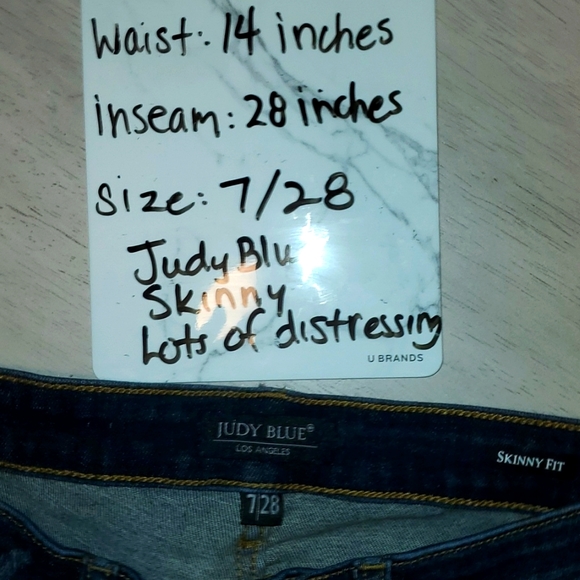 Waist: 14 inches
inseam: 28 inches
Size: 7/28
Judy Blu
Skinny
Lots of distressing
U BRANDS
JUDY BLUE®
LOS ANGELES
SKINNY FIT
7|28